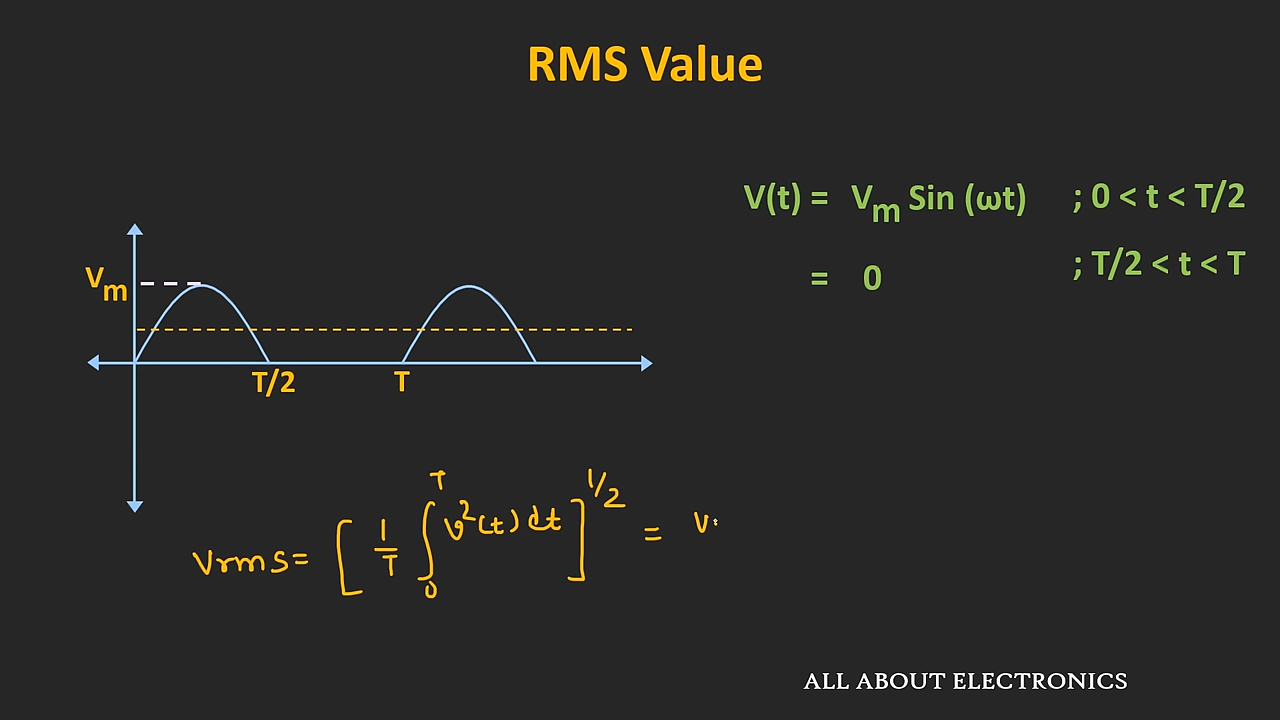 RMS Value
V(t) = Vm Sin (ωt) ; 0 < t < T/2
= 0 ; T/2 < t < T
Vm
T/2 T
Vrms = [ 1/T ∫₀ᵀ v²(t) dt ]^1/2 = V
ALL ABOUT ELECTRONICS